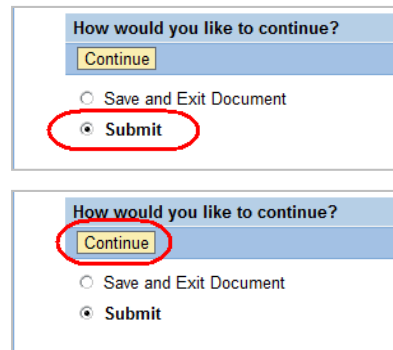 How would you like to continue?
Continue
Save and Exit Document
Submit
How would you like to continue?
Continue
Save and Exit Document
Submit